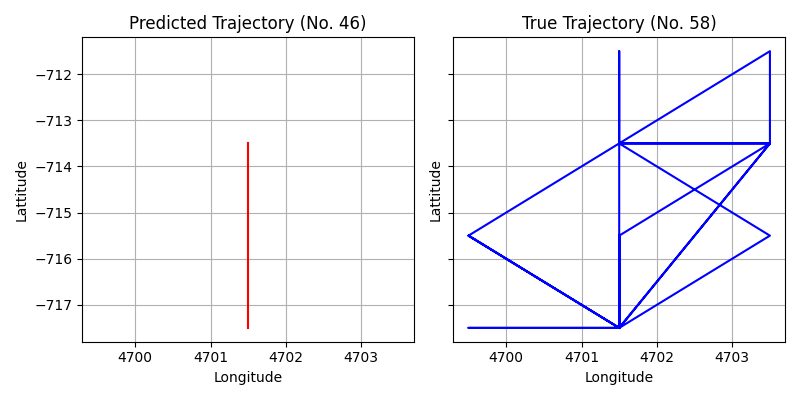 Predicted Trajectory (No. 46)
True Trajectory (No. 58)
Lattitude
−712
−713
−714
−715
−716
−717
4700
4701
4702
4703
Longitude
Lattitude
4700
4701
4702
4703
Longitude